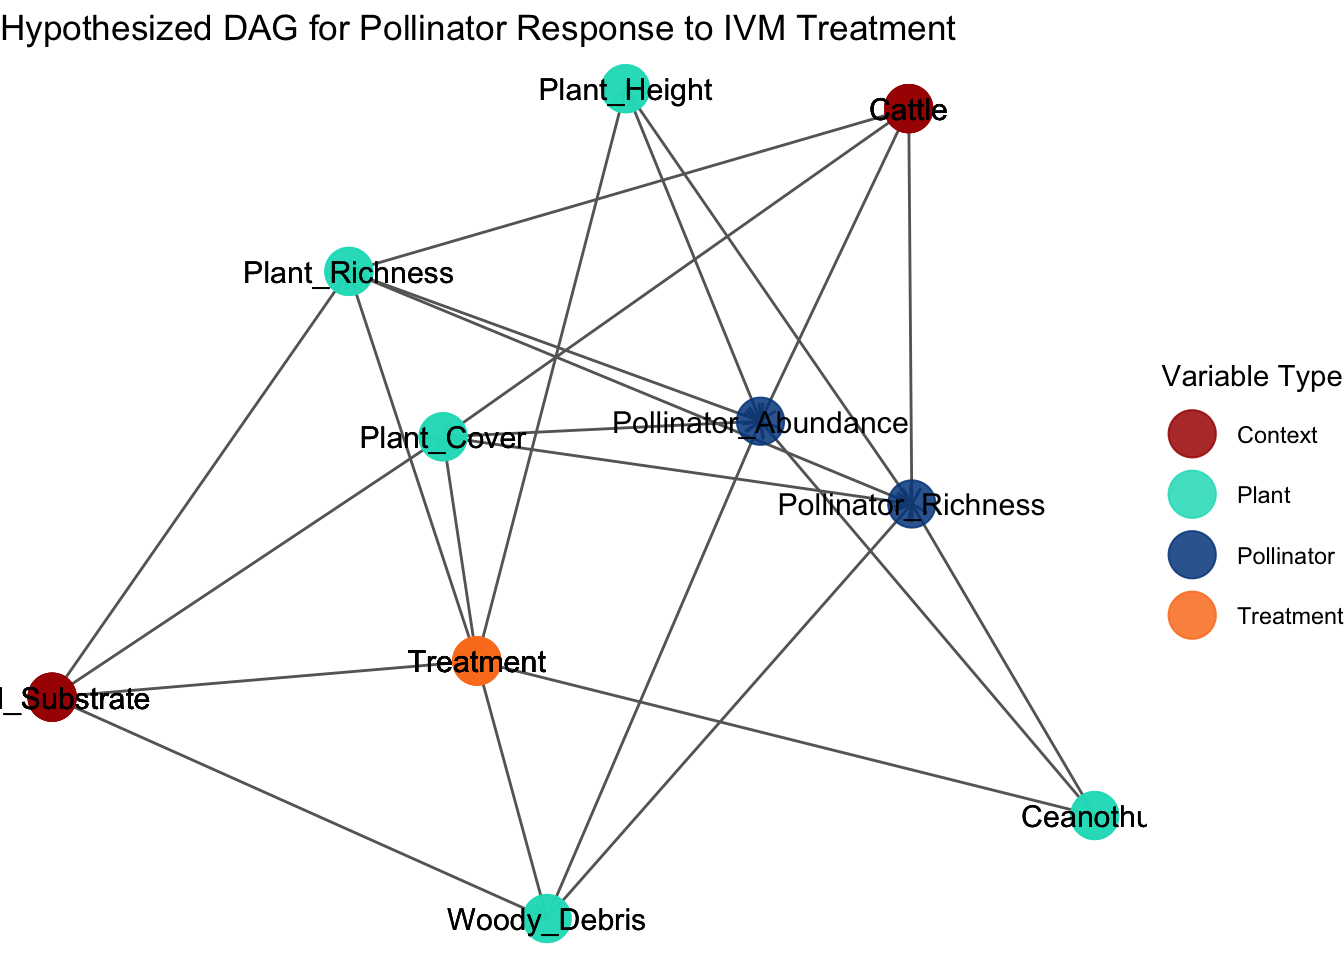 Hypothesized DAG for Pollinator Response to IVM Treatment
Plant_Height
Cattle
Plant_Richness
Plant_Cover
Pollinator_Abundance
Pollinator_Richness
Treatment
l_Substrate
Ceanothu
Woody_Debris
Variable Type
Context
Plant
Pollinator
Treatment